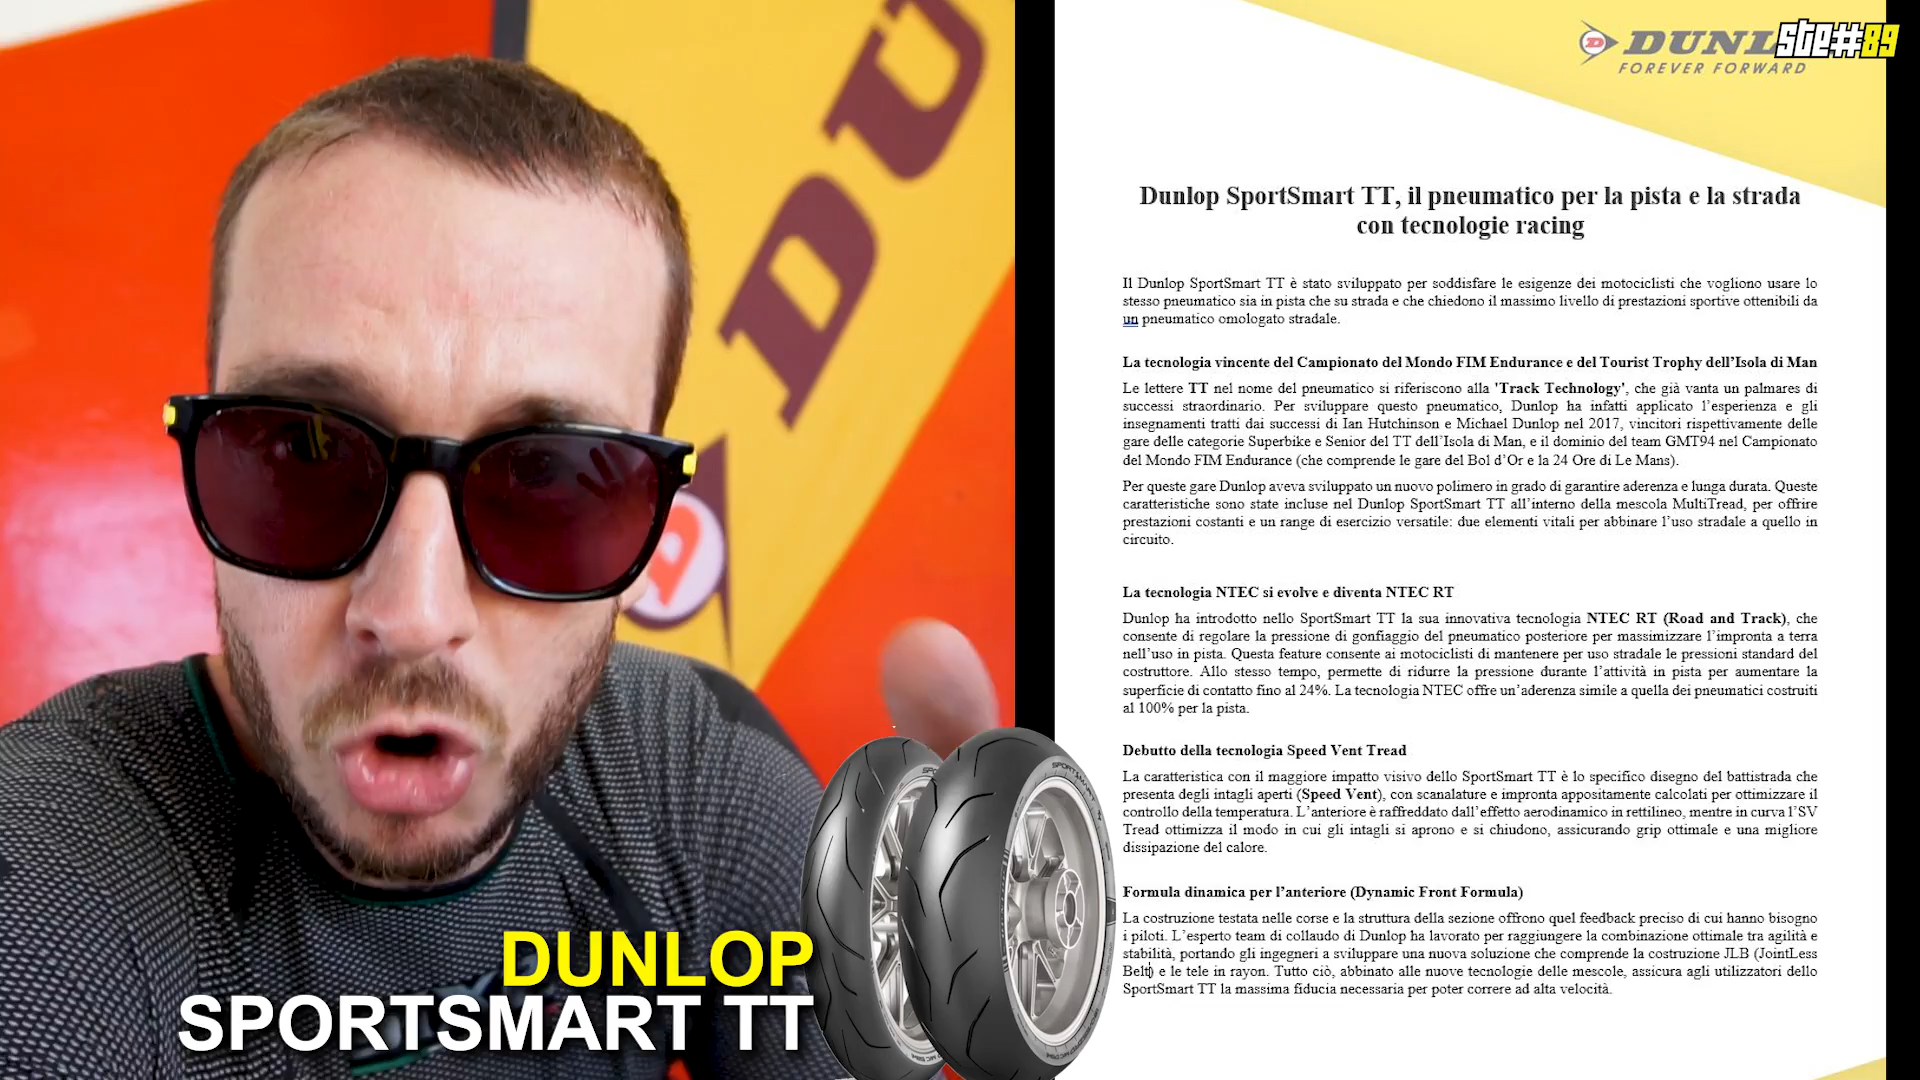 DUNL
FOREVER FORWARD
Ste#89
DU
Dunlop SportSmart TT, il pneumatico per la pista e la strada
con tecnologie racing
Il Dunlop SportSmart TT è stato sviluppato per soddisfare le esigenze dei motociclisti che vogliono usare lo
stesso pneumatico sia in pista che su strada e che chiedono il massimo livello di prestazioni sportive ottenibili da
un pneumatico omologato stradale.
La tecnologia vincente del Campionato del Mondo FIM Endurance e del Tourist Trophy dell’Isola di Man
Le lettere TT nel nome del pneumatico si riferiscono alla 'Track Technology', che già vanta un palmares di
successi straordinario. Per sviluppare questo pneumatico, Dunlop ha infatti applicato l’esperienza e gli
insegnamenti tratti dai successi di Ian Hutchinson e Michael Dunlop nel 2017, vincitori rispettivamente delle
gare delle categorie Superbike e Senior del TT dell’Isola di Man, e il dominio del team GMT94 nel Campionato
del Mondo FIM Endurance (che comprende le gare del Bol d’Or e la 24 Ore di Le Mans).
Per queste gare Dunlop aveva sviluppato un nuovo polimero in grado di garantire aderenza e lunga durata. Queste
caratteristiche sono state incluse nel Dunlop SportSmart TT all’interno della mescola MultiTread, per offrire
prestazioni costanti e un range di esercizio versatile: due elementi vitali per abbinare l’uso stradale a quello in
circuito.
La tecnologia NTEC si evolve e diventa NTEC RT
Dunlop ha introdotto nello SportSmart TT la sua innovativa tecnologia NTEC RT (Road and Track), che
consente di regolare la pressione di gonfiaggio del pneumatico posteriore per massimizzare l’impronta a terra
nell’uso in pista. Questa feature consente ai motociclisti di mantenere per uso stradale le pressioni standard del
costruttore. Allo stesso tempo, permette di ridurre la pressione durante l’attività in pista per aumentare la
superficie di contatto fino al 24%. La tecnologia NTEC offre un’aderenza simile a quella dei pneumatici costruiti
al 100% per la pista.
Debutto della tecnologia Speed Vent Tread
La caratteristica con il maggiore impatto visivo dello SportSmart TT è lo specifico disegno del battistrada che
presenta degli intagli aperti (Speed Vent), con scanalature e impronta appositamente calcolati per ottimizzare il
controllo della temperatura. L’anteriore è raffreddato dall’effetto aerodinamico in rettilineo, mentre in curva l’SV
Tread ottimizza il modo in cui gli intagli si aprono e si chiudono, assicurando grip ottimale e una migliore
dissipazione del calore.
Formula dinamica per l’anteriore (Dynamic Front Formula)
La costruzione testata nelle corse e la struttura della sezione offrono quel feedback preciso di cui hanno bisogno
i piloti. L’esperto team di collaudo di Dunlop ha lavorato per raggiungere la combinazione ottimale tra agilità e
stabilità, portando gli ingegneri a sviluppare una nuova soluzione che comprende la costruzione JLB (JointLess
Belt) e le tele in rayon. Tutto ciò, abbinato alle nuove tecnologie delle mescole, assicura agli utilizzatori dello
SportSmart TT la massima fiducia necessaria per poter correre ad alta velocità.
DUNLOP
SPORTSMART TT
SPORTSMART